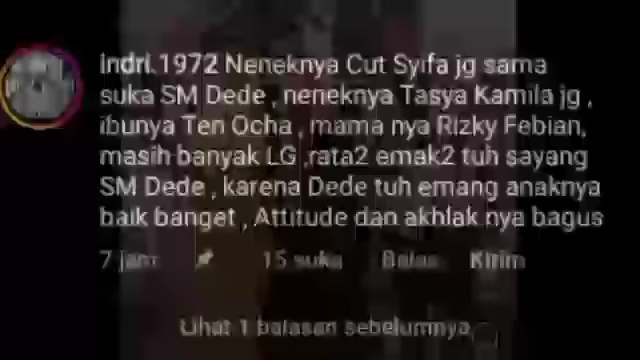 indri.1972 Neneknya Cut Syifa jg sama
suka SM Dede , neneknya Tasya Kamila jg ,
ibunya Ten Ocha , mama nya Rizky Febian,
masih banyak LG ,rata2 emak2 tuh sayang
SM Dede , karena Dede tuh emang anaknya
baik banget , Attitude dan akhlak nya bagus
7 jam 15 suka Balas Kirim
Lihat 1 balasan sebelumnya